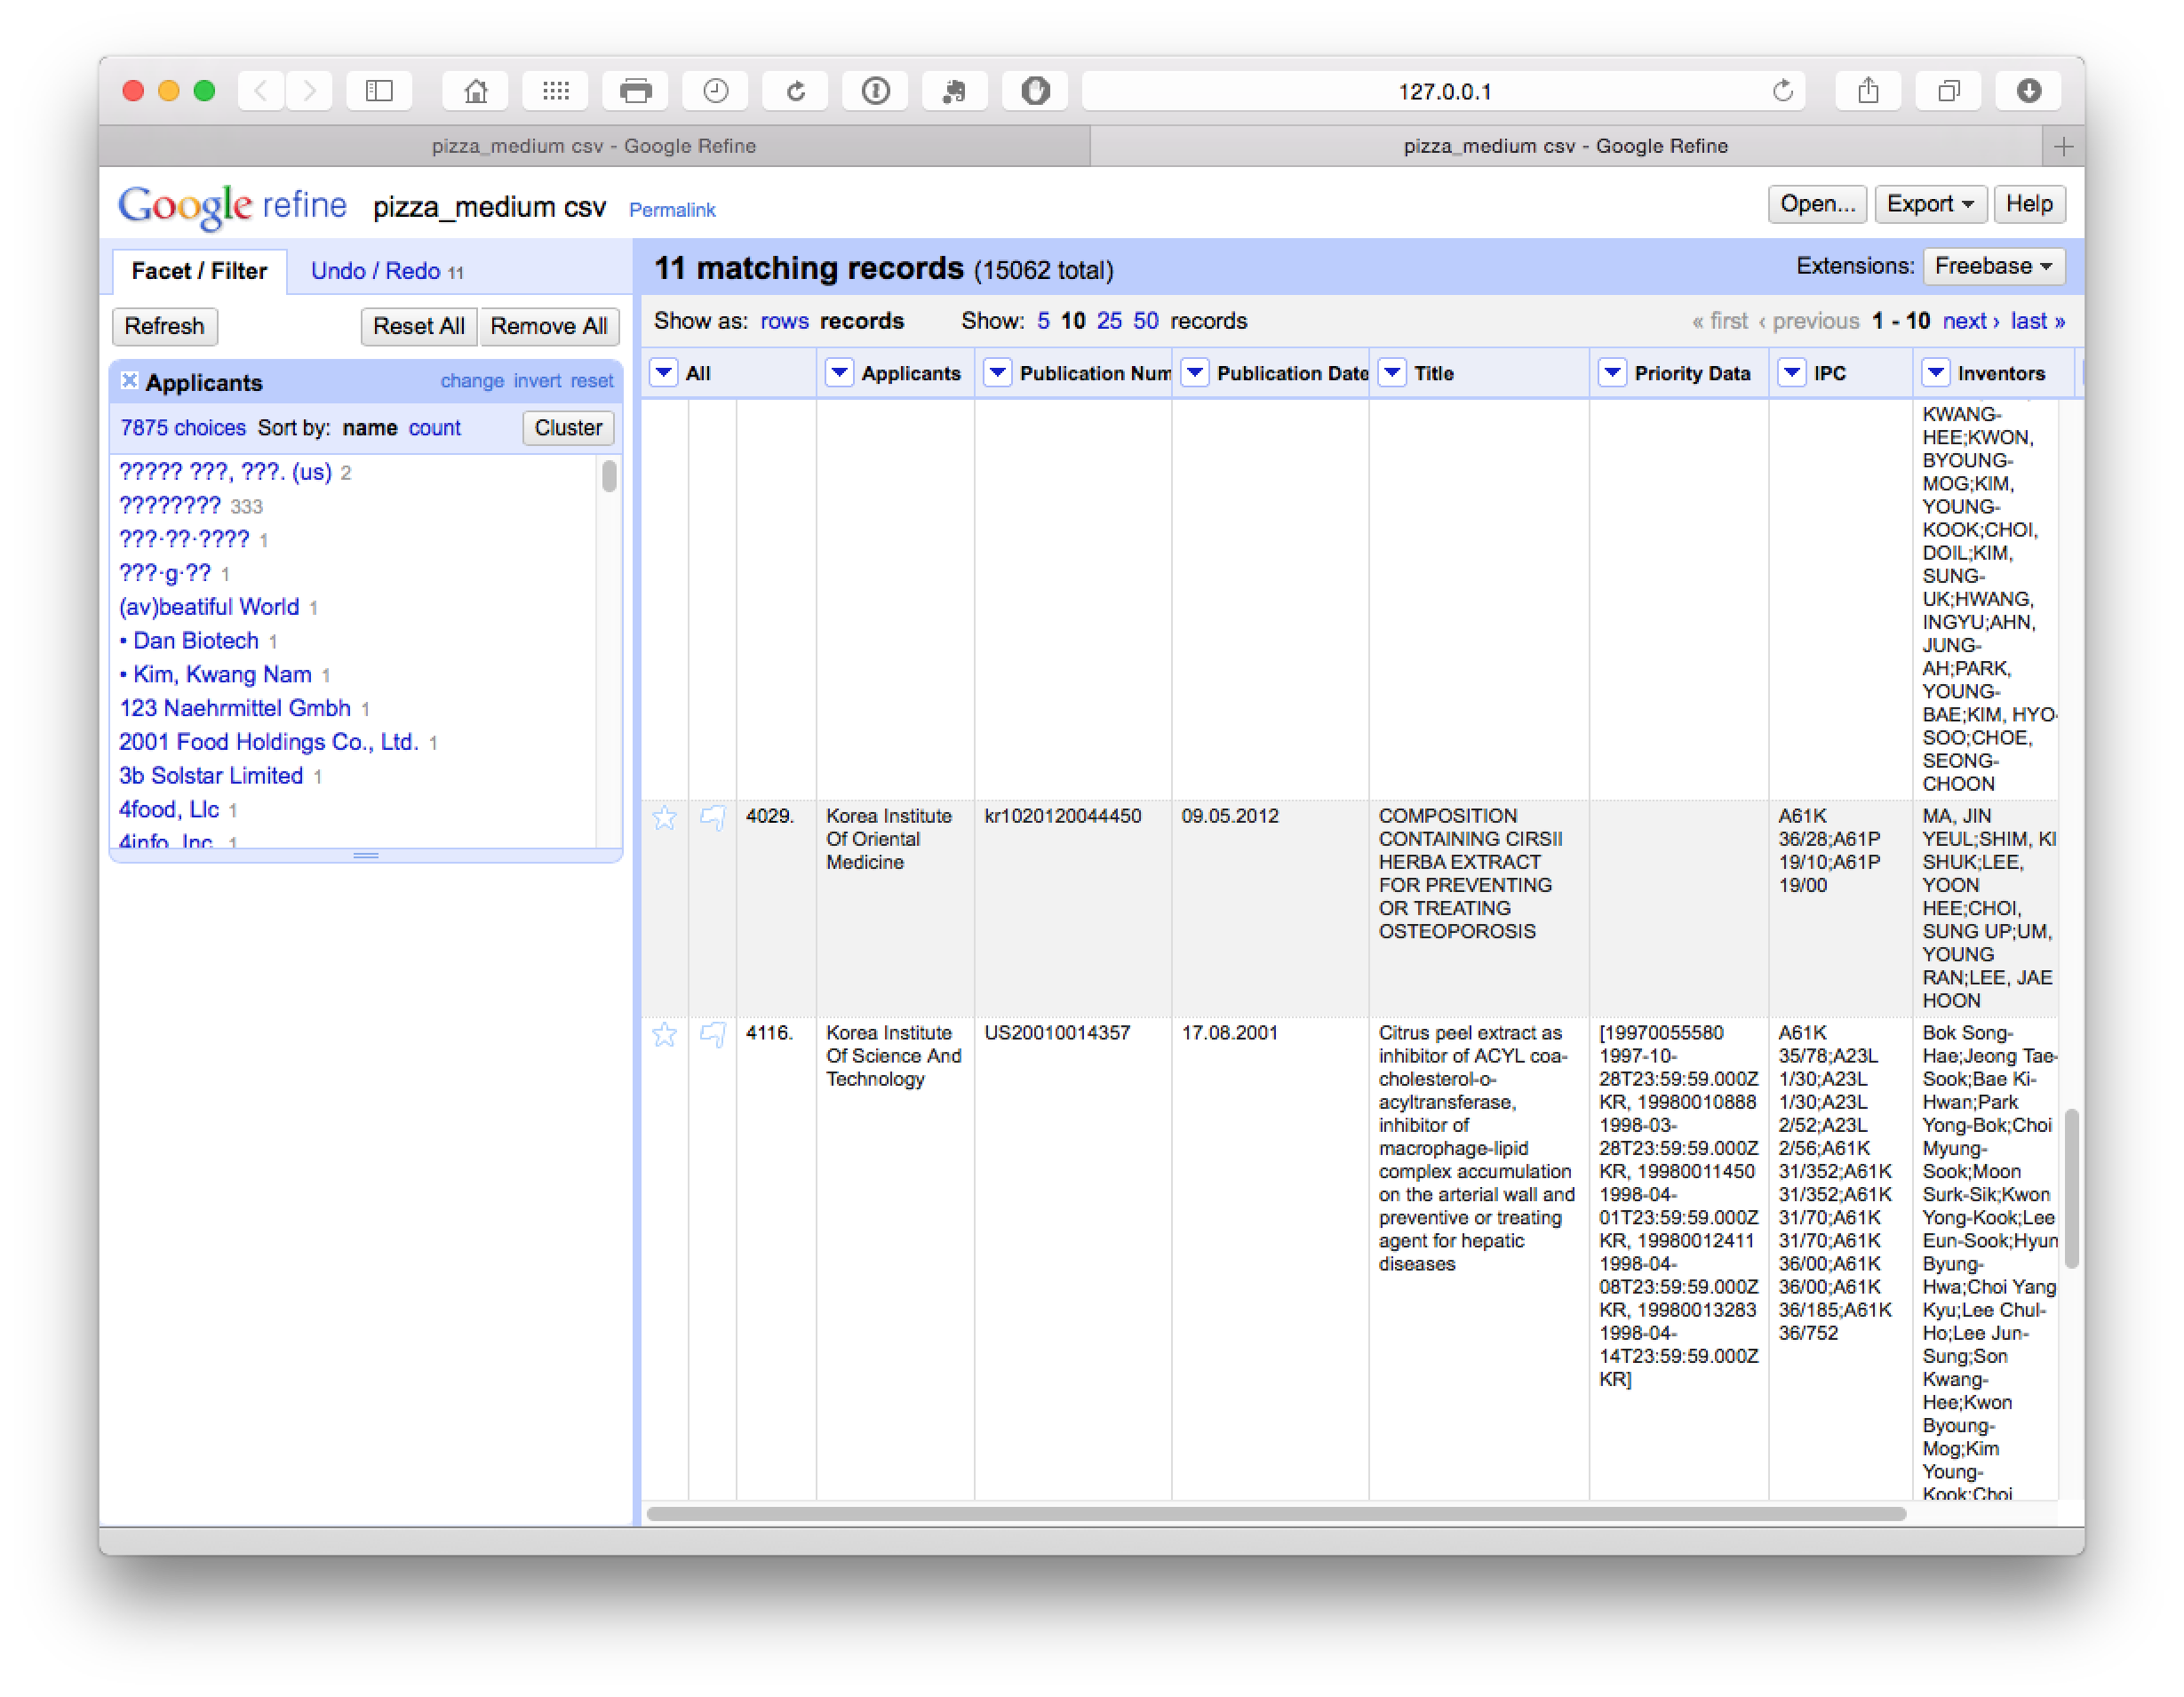 127.0.0.1
pizza_medium csv - Google Refine
pizza_medium csv - Google Refine
Google refine pizza_medium csv Permalink
Open... Export Help
Facet / Filter Undo / Redo 11
Refresh Reset All Remove All
Applicants change invert reset
7875 choices Sort by: name count Cluster
????? ???, ???. (us) 2
???????? 333
???·??·???? 1
???·g·?? 1
(av)beatiful World 1
• Dan Biotech 1
• Kim, Kwang Nam 1
123 Naehrmittel Gmbh 1
2001 Food Holdings Co., Ltd. 1
3b Solstar Limited 1
4food, Llc 1
4info, Inc 1
11 matching records (15062 total)
Extensions: Freebase
Show as: rows records Show: 5 10 25 50 records
« first ‹ previous 1 - 10 next › last »
All Applicants Publication Num Publication Date Title Priority Data IPC Inventors
KWANG-
HEE;KWON,
BYOUNG-
MOG;KIM,
YOUNG-
KOOK;CHOI,
DOIL;KIM,
SUNG-
UK;HWANG,
INGYU;AHN,
JUNG-
AH;PARK,
YOUNG-
BAE;KIM, HYO-
SOO;CHOE,
SEONG-
CHOON
4029.
Korea Institute
Of Oriental
Medicine
kr1020120044450
09.05.2012
COMPOSITION
CONTAINING CIRSII
HERBA EXTRACT
FOR PREVENTING
OR TREATING
OSTEOPOROSIS
A61K
36/28;A61P
19/10;A61P
19/00
MA, JIN
YEUL;SHIM, KI
SHUK;LEE,
YOON
HEE;CHOI,
SUNG UP;UM,
YOUNG
RAN;LEE, JAE
HOON
4116.
Korea Institute
Of Science And
Technology
US20010014357
17.08.2001
Citrus peel extract as
inhibitor of ACYL coa-
cholesterol-o-
acyltransferase,
inhibitor of
macrophage-lipid
complex accumulation
on the arterial wall and
preventive or treating
agent for hepatic
diseases
[19970055580
1997-10-
28T23:59:59.000Z
KR, 19980010888
1998-03-
28T23:59:59.000Z
KR, 19980011450
1998-04-
01T23:59:59.000Z
KR, 19980012411
1998-04-
08T23:59:59.000Z
KR, 19980013283
1998-04-
14T23:59:59.000Z
KR]
A61K
35/78;A23L
1/30;A23L
1/30;A23L
2/52;A23L
2/56;A61K
31/352;A61K
31/352;A61K
31/70;A61K
31/70;A61K
36/00;A61K
36/00;A61K
36/185;A61K
36/752
Bok Song-
Hae;Jeong Tae-
Sook;Bae Ki-
Hwan;Park
Yong-Bok;Choi
Myung-
Sook;Moon
Surk-Sik;Kwon
Yong-Kook;Lee
Eun-Sook;Hyun
Byung-
Hwa;Choi Yang
Kyu;Lee Chul-
Ho;Lee Jun-
Sung;Son
Kwang-
Hee;Kwon
Byoung-
Mog;Kim
Young-
Kook;Choi